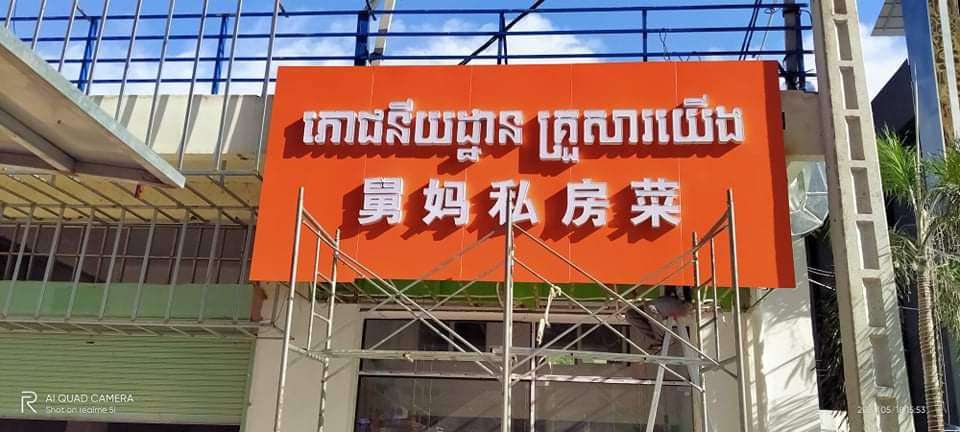 ភោជនីយដ្ឋាន គ្រួសារយើង
舅妈私房菜
AI QUAD CAMERA
Shot on realme 5i